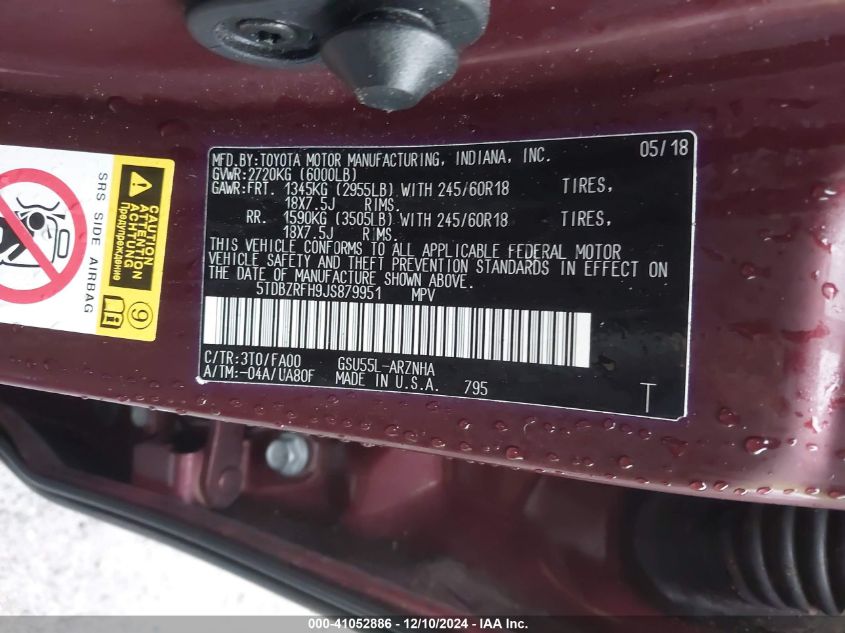 MFD.BY:TOYOTA MOTOR MANUFACTURING, INDIANA, INC. 05/18
GVWR:2720KG (6000LB)
GAWR:FRT. 1345KG (2955LB) WITH 245/60R18 TIRES,
18X7.5J RIMS.
RR. 1590KG (3505LB) WITH 245/60R18 TIRES,
18X7.5J RIMS.
THIS VEHICLE CONFORMS TO ALL APPLICABLE FEDERAL MOTOR
VEHICLE SAFETY AND THEFT PREVENTION STANDARDS IN EFFECT ON
THE DATE OF MANUFACTURE SHOWN ABOVE.
5TDBZRFH9JS879951 MPV
C/TR:3T0/FA00 GSU55L-ARZNHA
A/TM:-04A/UA80F MADE IN U.S.A. 795
T
SRS SIDE AIRBAG
CAUTION
ATTENTION
ACHTUNG
Предупреждение
9
000-41052886 - 12/10/2024 - IAA Inc.